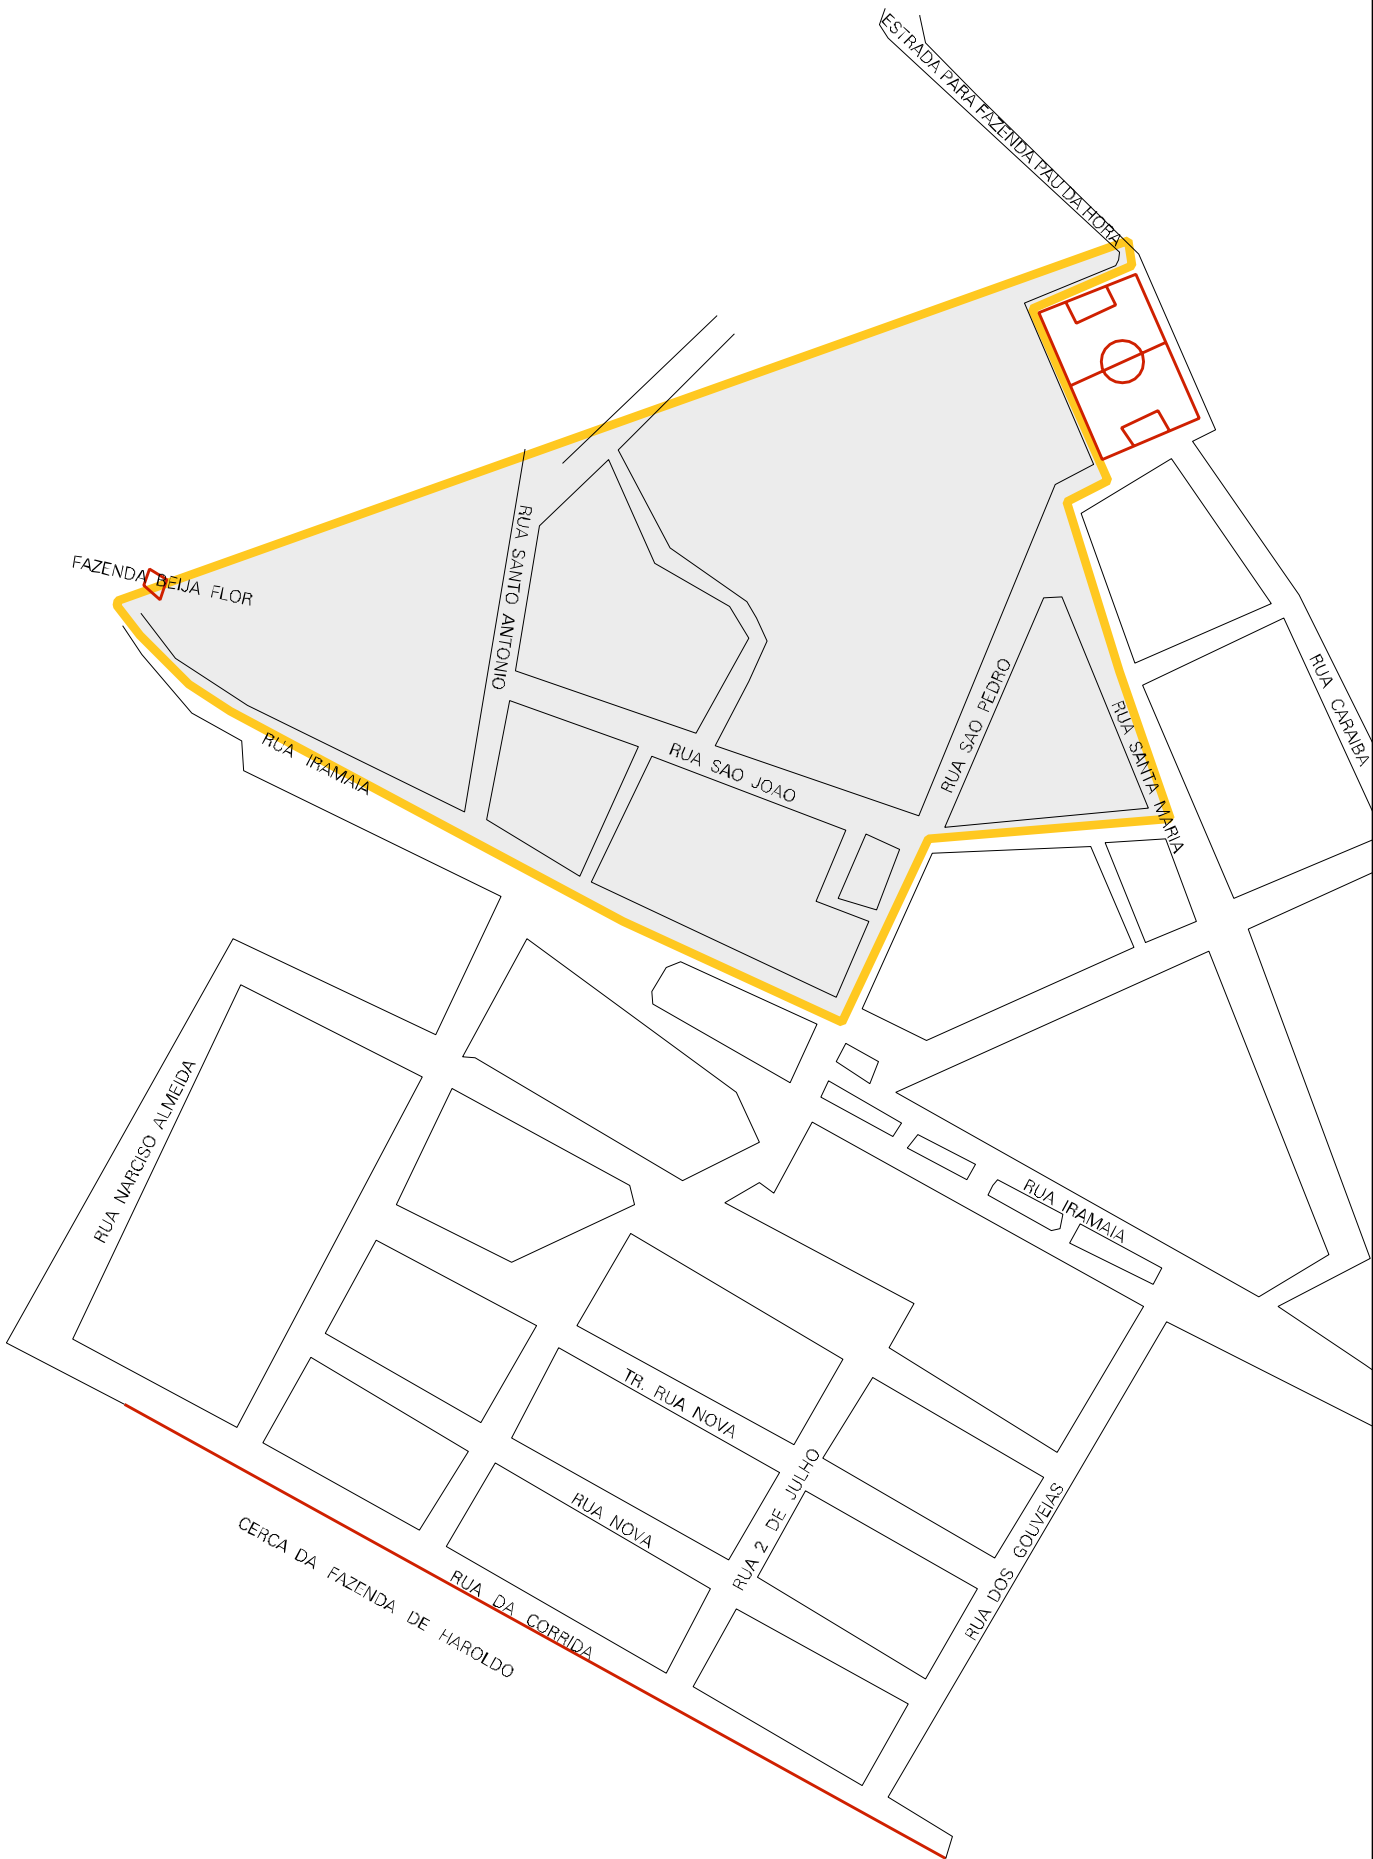 ESTRADA PARA FAZENDA PAU DA HORA
FAZENDA BEIJA FLOR
RUA SANTO ANTONIO
RUA SAO PEDRO
RUA CARAIBA
RUA SANTA MARIA
RUA IRAMAIA
RUA SAO JOAO
RUA NARCISO ALMEIDA
RUA IRAMAIA
TR. RUA NOVA
RUA 2 DE JULHO
RUA NOVA
RUA DOS GOUVEIAS
CERCA DA FAZENDA DE HAROLDO
RUA DA CORRIDA